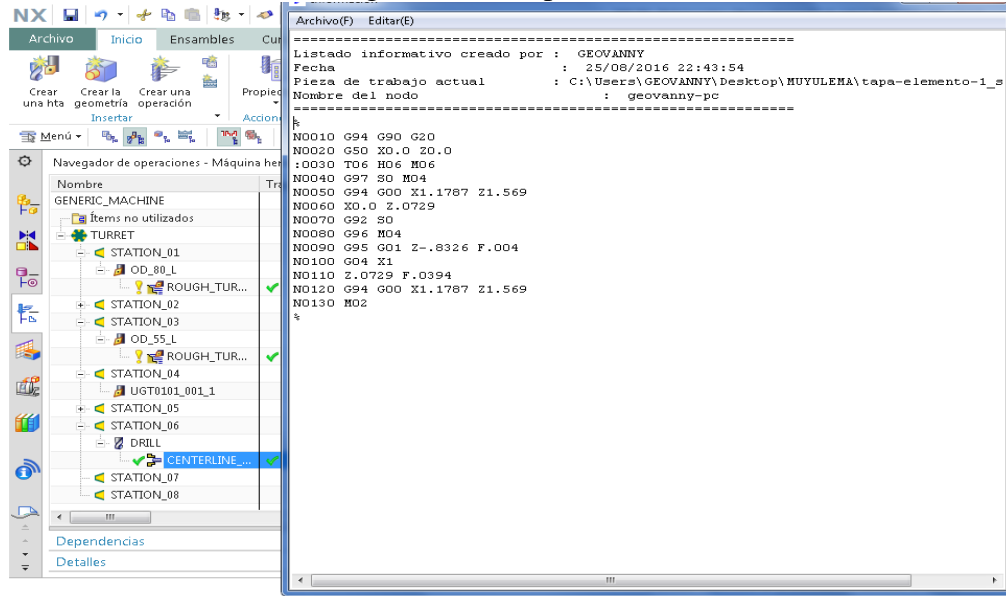 NX
Archivo Inicio Ensambles Cur
Crear una hta
Crear la geometría
Crear una operación
Propied
Insertar
Accion
Menú
Navegador de operaciones - Máquina her
Nombre Tra
GENERIC_MACHINE
Ítems no utilizados
TURRET
STATION_01
OD_80_L
ROUGH_TUR...
STATION_02
STATION_03
OD_55_L
ROUGH_TUR...
STATION_04
UGT0101_001_1
STATION_05
STATION_06
DRILL
CENTERLINE_...
STATION_07
STATION_08
Dependencias
Detalles
Archivo(F) Editar(E)
============================================================
Listado informativo creado por : GEOVANNY
Fecha : 25/08/2016 22:43:54
Pieza de trabajo actual : C:\Users\GEOVANNY\Desktop\MUYULEMA\tapa-elemento-1_s
Nombre del nodo : geovanny-pc
============================================================
%
N0010 G94 G90 G20
N0020 G50 X0.0 Z0.0
:0030 T06 H06 M06
N0040 G97 S0 M04
N0050 G94 G00 X1.1787 Z1.569
N0060 X0.0 Z.0729
N0070 G92 S0
N0080 G96 M04
N0090 G95 G01 Z-.8326 F.004
N0100 G04 X1
N0110 Z.0729 F.0394
N0120 G94 G00 X1.1787 Z1.569
N0130 M02
%